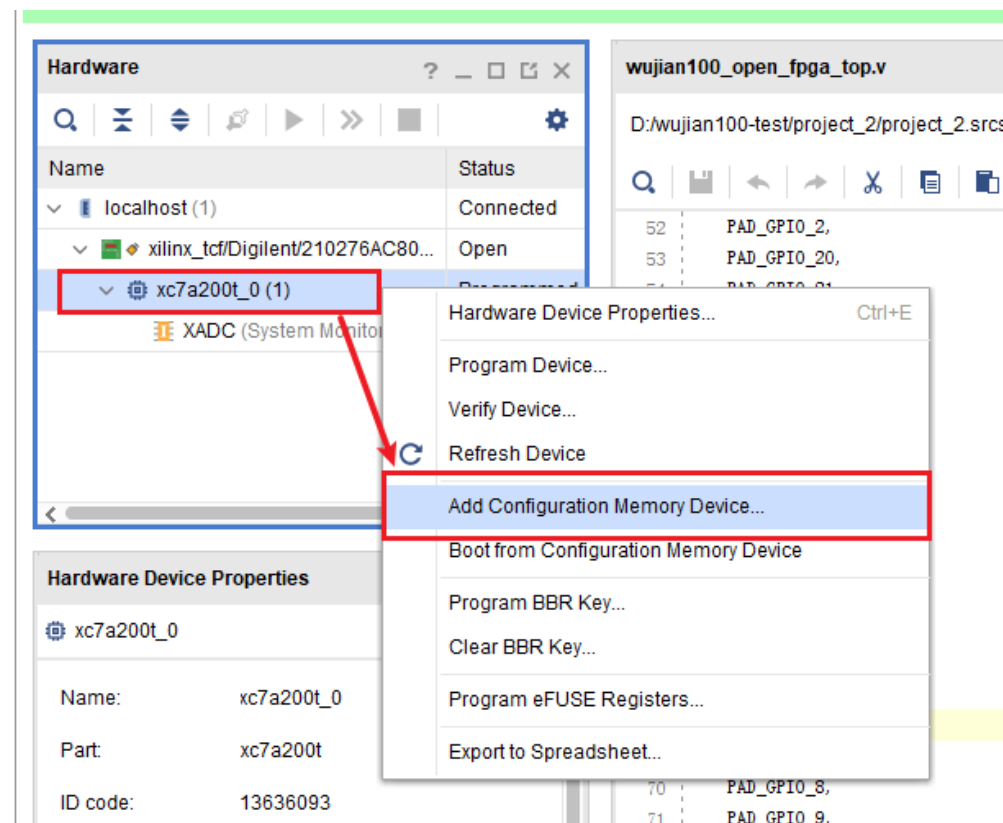 Hardware
?
Name Status
localhost (1) Connected
xilinx_tcf/Digilent/210276AC80... Open
xc7a200t_0 (1) Programmed
XADC (System Monitor
Hardware Device Properties
xc7a200t_0
Name: xc7a200t_0
Part: xc7a200t
ID code: 13636093
Hardware Device Properties... Ctrl+E
Program Device...
Verify Device...
Refresh Device
Add Configuration Memory Device...
Boot from Configuration Memory Device
Program BBR Key...
Clear BBR Key...
Program eFUSE Registers...
Export to Spreadsheet...
wujian100_open_fpga_top.v
D:/wujian100-test/project_2/project_2.srcs
52 PAD_GPIO_2,
53 PAD_GPIO_20,
54 PAD_GPIO_21
70 PAD_GPIO_8,
71 PAD_GPIO_9,